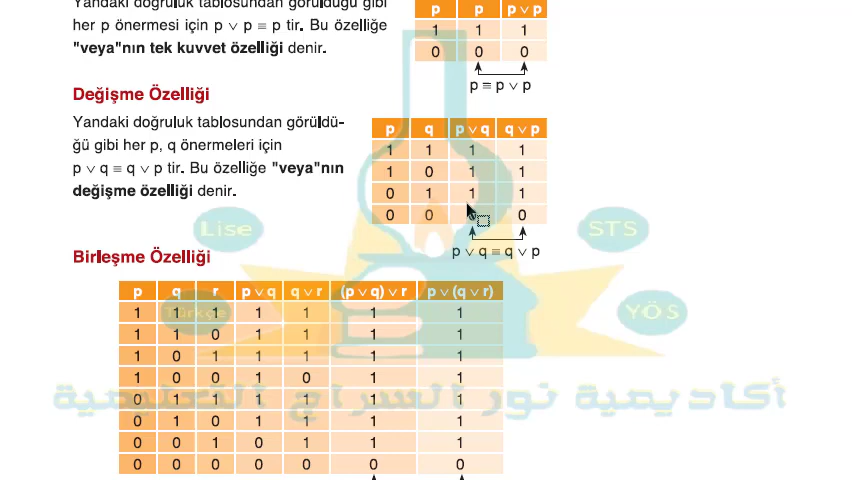 Yandaki doğruluk tablosundan görüldüğü gibi
her p önermesi için p ∨ p ≡ p tir. Bu özelliğe
"veya"nın tek kuvvet özelliği denir.
p p p ∨ p
1 1 1
0 0 0
p ≡ p ∨ p
Değişme Özelliği
Yandaki doğruluk tablosundan görüldü-
ğü gibi her p, q önermeleri için
p ∨ q ≡ q ∨ p tir. Bu özelliğe "veya"nın
değişme özelliği denir.
p q p ∨ q q ∨ p
1 1 1 1
1 0 1 1
0 1 1 1
0 0 0 0
p ∨ q ≡ q ∨ p
Lise
STS
Birleşme Özelliği
p q r p ∨ q q ∨ r (p ∨ q) ∨ r p ∨ (q ∨ r)
1 1 1 1 1 1 1
1 1 0 1 1 1 1
1 0 1 1 1 1 1
1 0 0 1 0 1 1
0 1 1 1 1 1 1
0 1 0 1 1 1 1
0 0 1 0 1 1 1
0 0 0 0 0 0 0
Türkçe
YÖS
أكاديمية نور السراج التعليمية